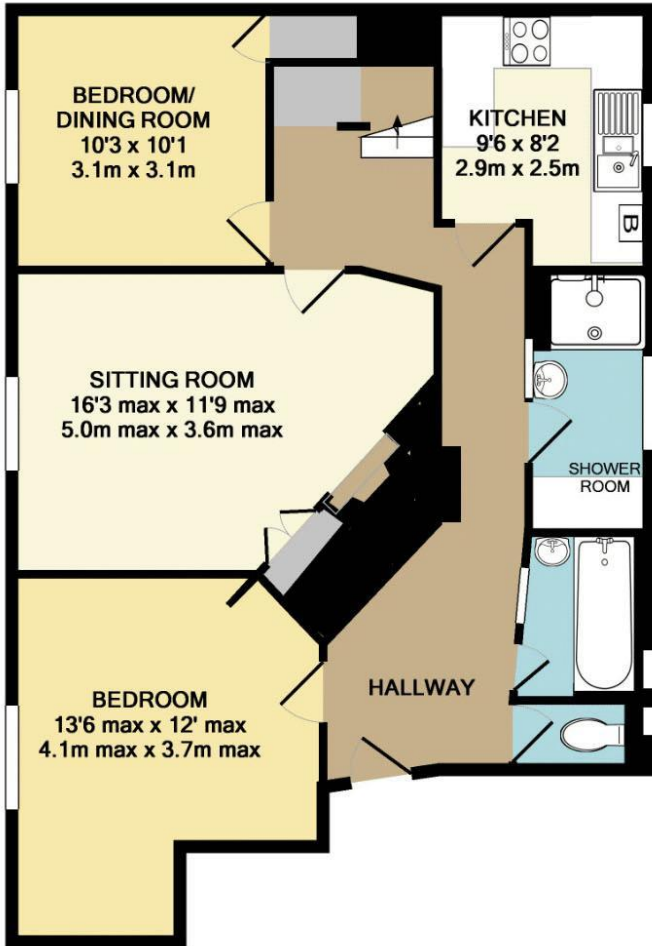 BEDROOM/
DINING ROOM
10'3 x 10'1
3.1m x 3.1m
KITCHEN
9'6 x 8'2
2.9m x 2.5m
B
SITTING ROOM
16'3 max x 11'9 max
5.0m max x 3.6m max
SHOWER
ROOM
BEDROOM
13'6 max x 12' max
4.1m max x 3.7m max
HALLWAY